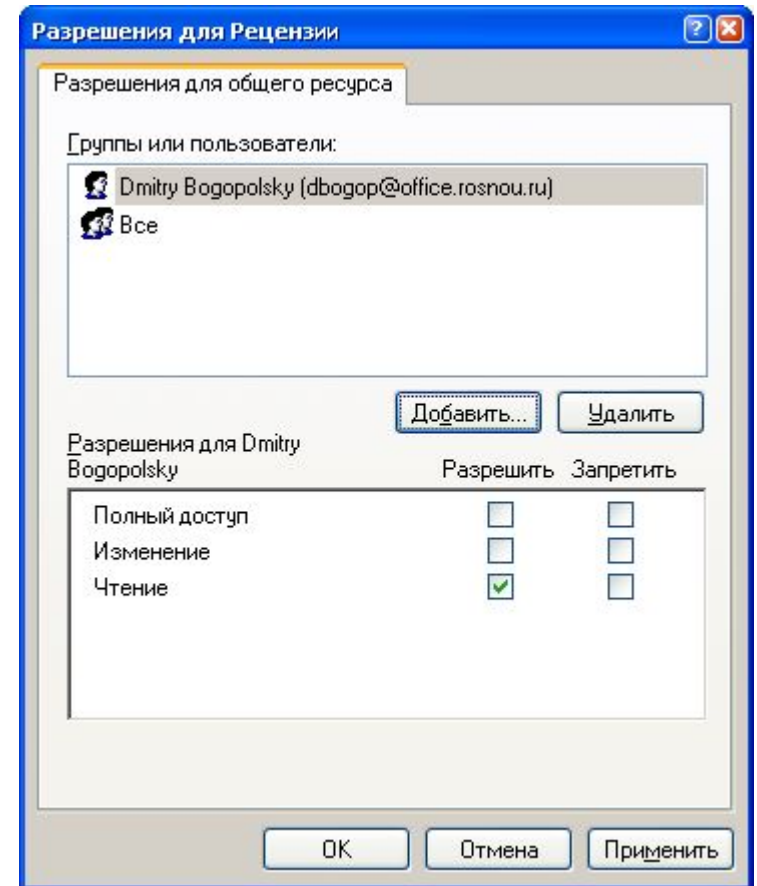 Разрешения для Рецензии
Разрешения для общего ресурса
Группы или пользователи:
Dmitry Bogopolsky (dbogop@office.rosnou.ru)
Все
Добавить... Удалить
Разрешения для Dmitry
Bogopolsky Разрешить Запретить
Полный доступ
Изменение
Чтение
OK Отмена Применить